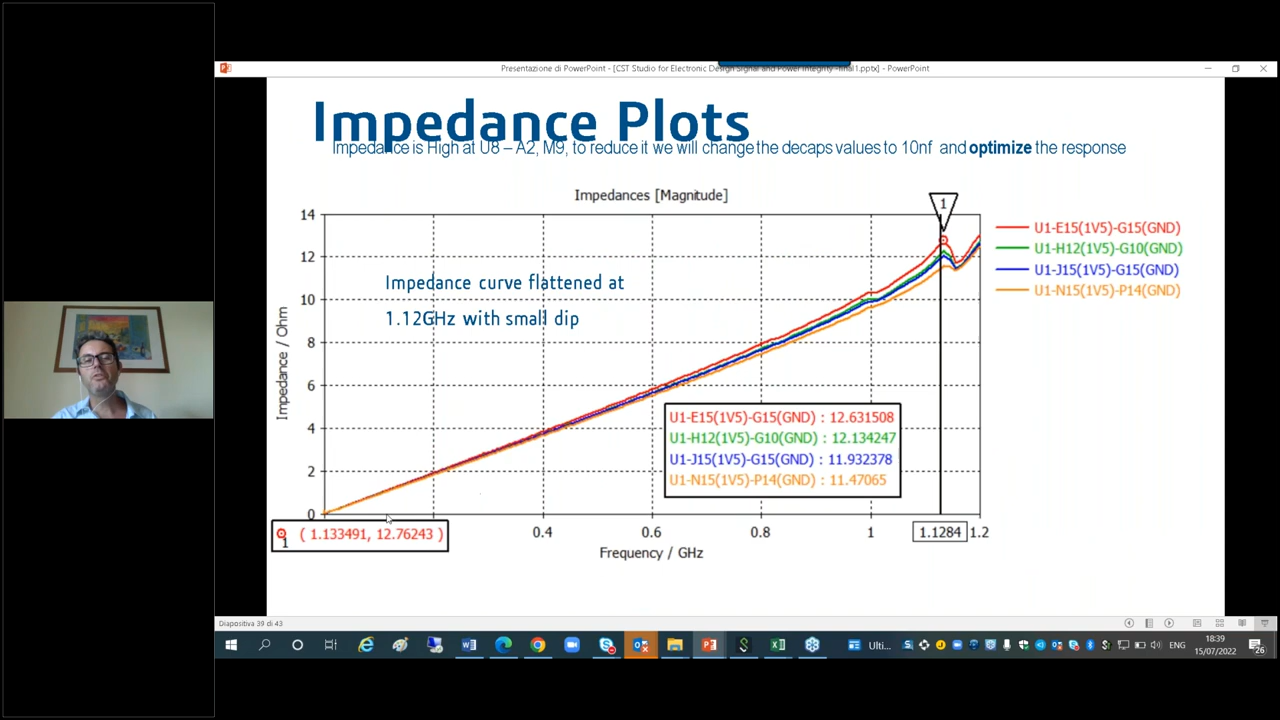 Presentazione di PowerPoint - [CST Studio for Electronic Design Signal and Power Integrity -final1.pptx] - PowerPoint
Impedance Plots
Impedance is High at U8 – A2, M9, to reduce it we will change the decaps values to 10nf and optimize the response
Impedances [Magnitude]
1
14
12
10
8
6
4
2
0
Impedance / Ohm
Impedance curve flattened at
1.12GHz with small dip
U1-E15(1V5)-G15(GND)
U1-H12(1V5)-G10(GND)
U1-J15(1V5)-G15(GND)
U1-N15(1V5)-P14(GND)
U1-E15(1V5)-G15(GND) : 12.631508
U1-H12(1V5)-G10(GND) : 12.134247
U1-J15(1V5)-G15(GND) : 11.932378
U1-N15(1V5)-P14(GND) : 11.47065
1 ( 1.133491, 12.76243 )
0.4 0.6 0.8 1 1.1284 1.2
Frequency / GHz
Diapositiva 39 di 43
Ulti...
ENG
18:39
15/07/2022
26